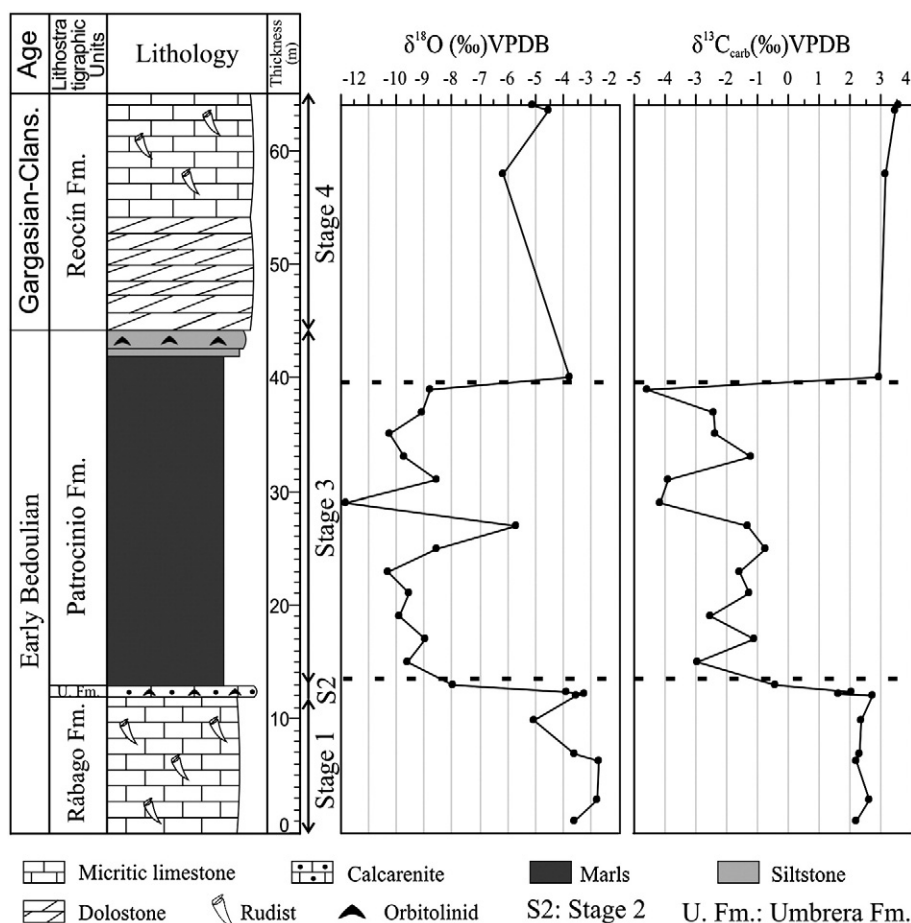 Age
Lithostra
tigraphic
Units
Lithology
Thickness
(m)
δ¹⁸O (‰)VPDB
-12 -10 -9 -8 -7 -6 -5 -4 -3 -2
δ¹³C_carb(‰)VPDB
-5 -4 -3 -2 -1 0 1 2 3 4
Gargasian-Clans.
Early Bedoulian
Reocín Fm.
Patrocinio Fm.
U. Fm.
Rábago Fm.
60
50
40
30
20
10
0
Stage 4
Stage 3
S2
Stage 1
Micritic limestone Calcarenite Marls Siltstone
Dolostone Rudist Orbitolinid S2: Stage 2 U. Fm.: Umbrera Fm